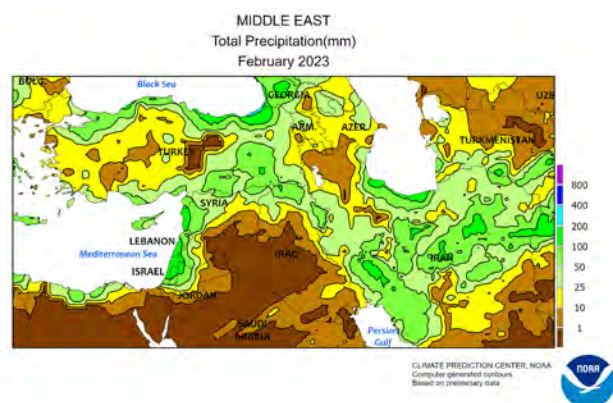 MIDDLE EAST
Total Precipitation(mm)
February 2023
BULG.
Black Sea
GEORGIA
UZB
ARM.
AZER.
TURKEY
TURKMENISTAN
SYRIA
LEBANON
Mediterranean Sea
IRAQ
IRAN
ISRAEL
JORDAN
SAUDI
ARABIA
Persian
Gulf
800
400
200
100
50
25
10
1
CLIMATE PREDICTION CENTER, NOAA
Computer generated contours
Based on preliminary data
NOAA